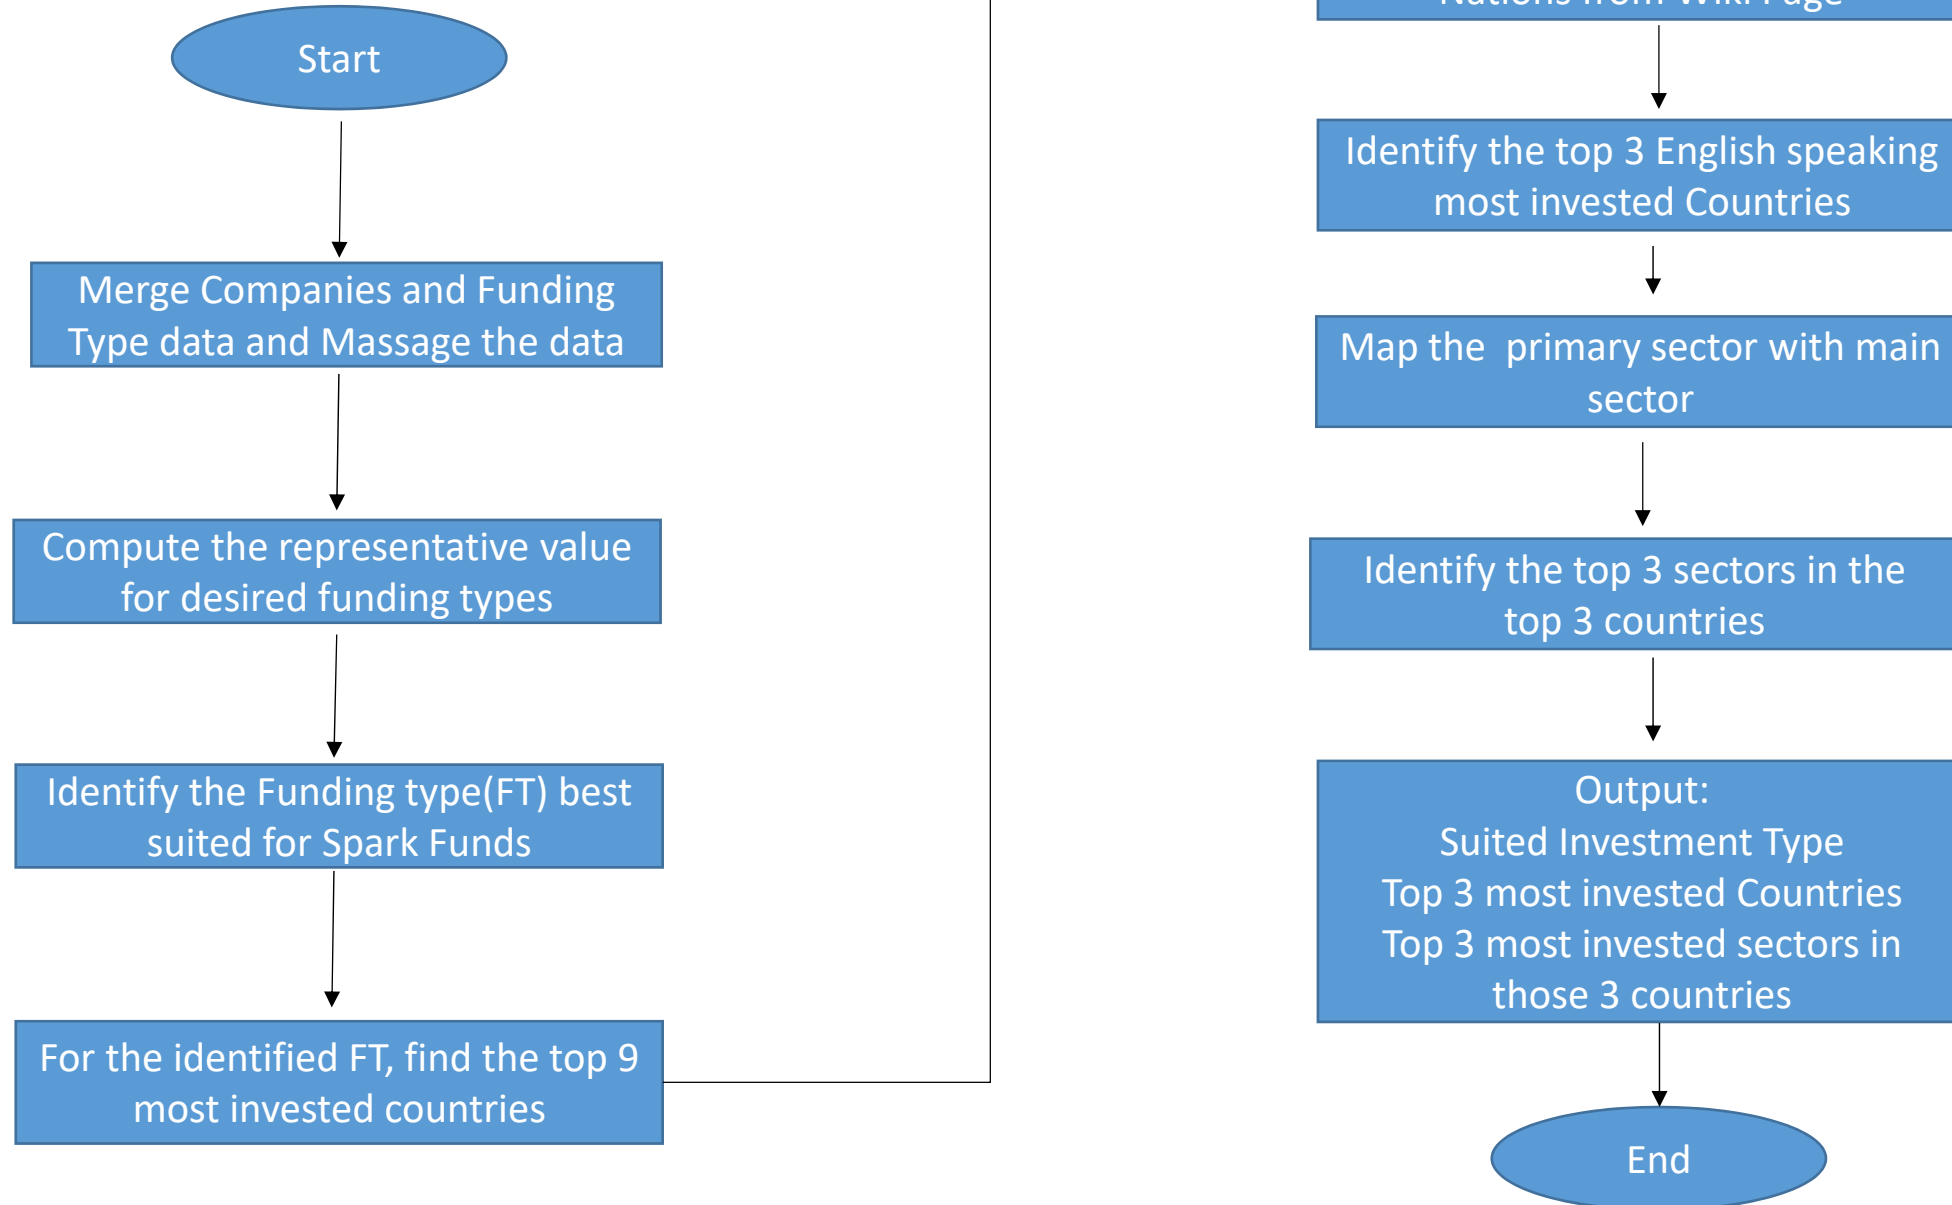 Start
Merge Companies and Funding
Type data and Massage the data
Compute the representative value
for desired funding types
Identify the Funding type(FT) best
suited for Spark Funds
For the identified FT, find the top 9
most invested countries
Nations from Wiki Page
Identify the top 3 English speaking
most invested Countries
Map the  primary sector with main
sector
Identify the top 3 sectors in the
top 3 countries
Output:
Suited Investment Type
Top 3 most invested Countries
Top 3 most invested sectors in
those 3 countries
End